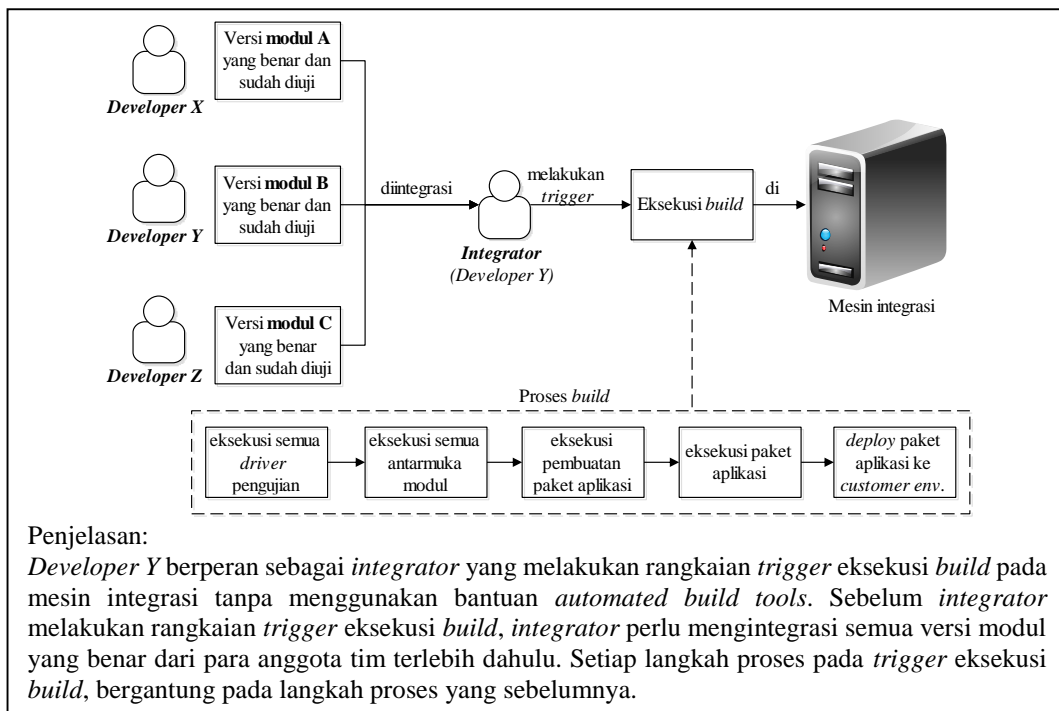 Versi modul A
yang benar dan
sudah diuji
Developer X
Versi modul B
yang benar dan
sudah diuji
Developer Y
Versi modul C
yang benar
dan sudah diuji
Developer Z
diintegrasi
Integrator
(Developer Y)
melakukan
trigger
Eksekusi build
di
Mesin integrasi
Proses build
eksekusi semua
driver
pengujian
eksekusi semua
antarmuka
modul
eksekusi
pembuatan
paket aplikasi
eksekusi paket
aplikasi
deploy paket
aplikasi ke
customer env.
Penjelasan:
Developer Y berperan sebagai integrator yang melakukan rangkaian trigger eksekusi build pada
mesin integrasi tanpa menggunakan bantuan automated build tools. Sebelum integrator
melakukan rangkaian trigger eksekusi build, integrator perlu mengintegrasi semua versi modul
yang benar dari para anggota tim terlebih dahulu. Setiap langkah proses pada trigger eksekusi
build, bergantung pada langkah proses yang sebelumnya.